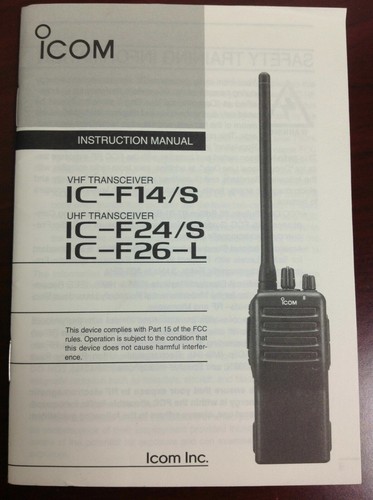 ICOM
INSTRUCTION MANUAL
VHF TRANSCEIVER
IC-F14/S
UHF TRANSCEIVER
IC-F24/S
IC-F26-L
ICOM
This device complies with Part 15 of the FCC
rules. Operation is subject to the condition that
this device does not cause harmful interfer-
ence.
Icom Inc.